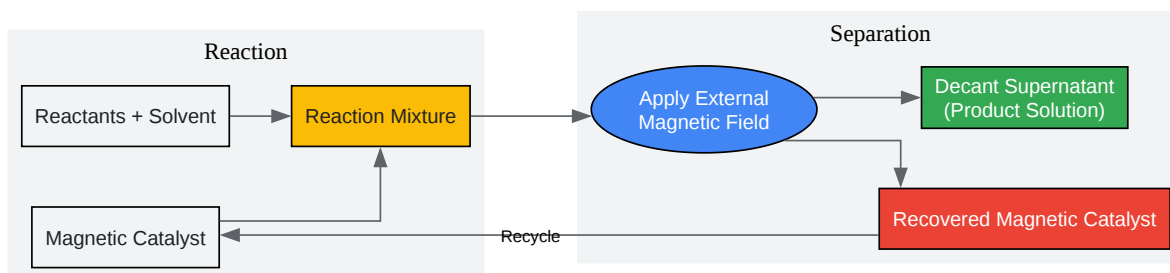 Reaction
Reactants + Solvent
Reaction Mixture
Magnetic Catalyst
Separation
Apply External
Magnetic Field
Decant Supernatant
(Product Solution)
Recovered Magnetic Catalyst
Recycle